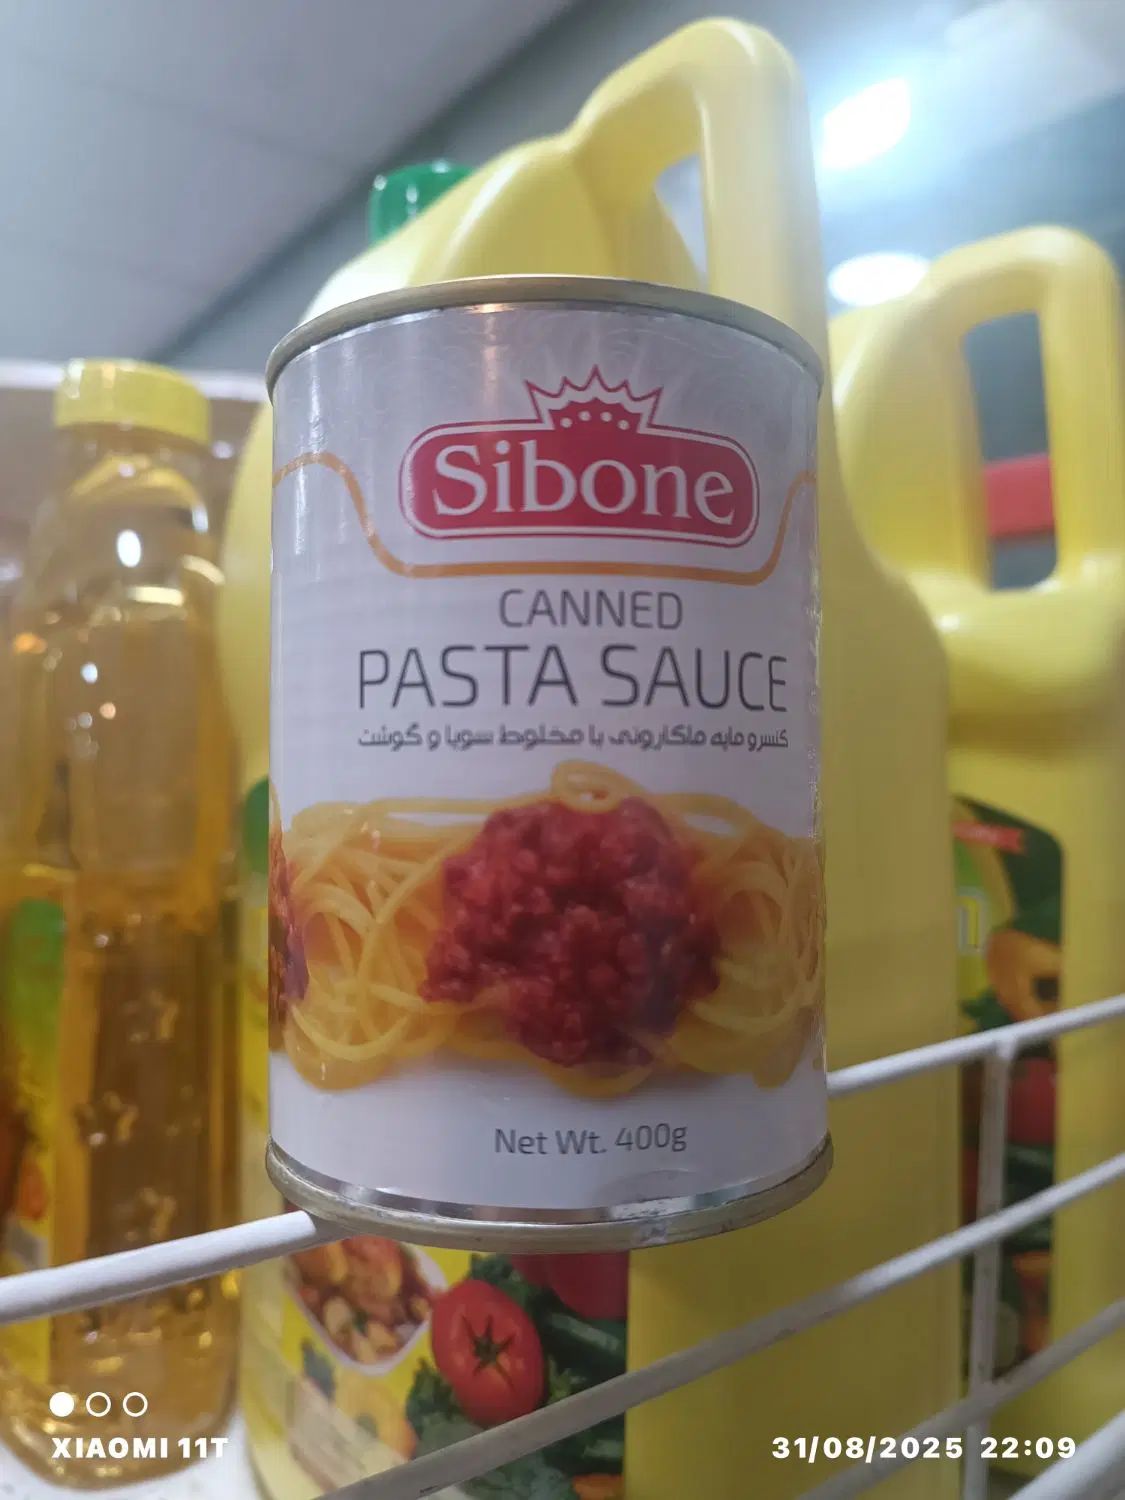 Sibone
CANNED
PASTA SAUCE
کنسرو مایه ماکارونی با مخلوط سویا و گوشت
Net Wt. 400g
XIAOMI 11T
31/08/2025 22:09